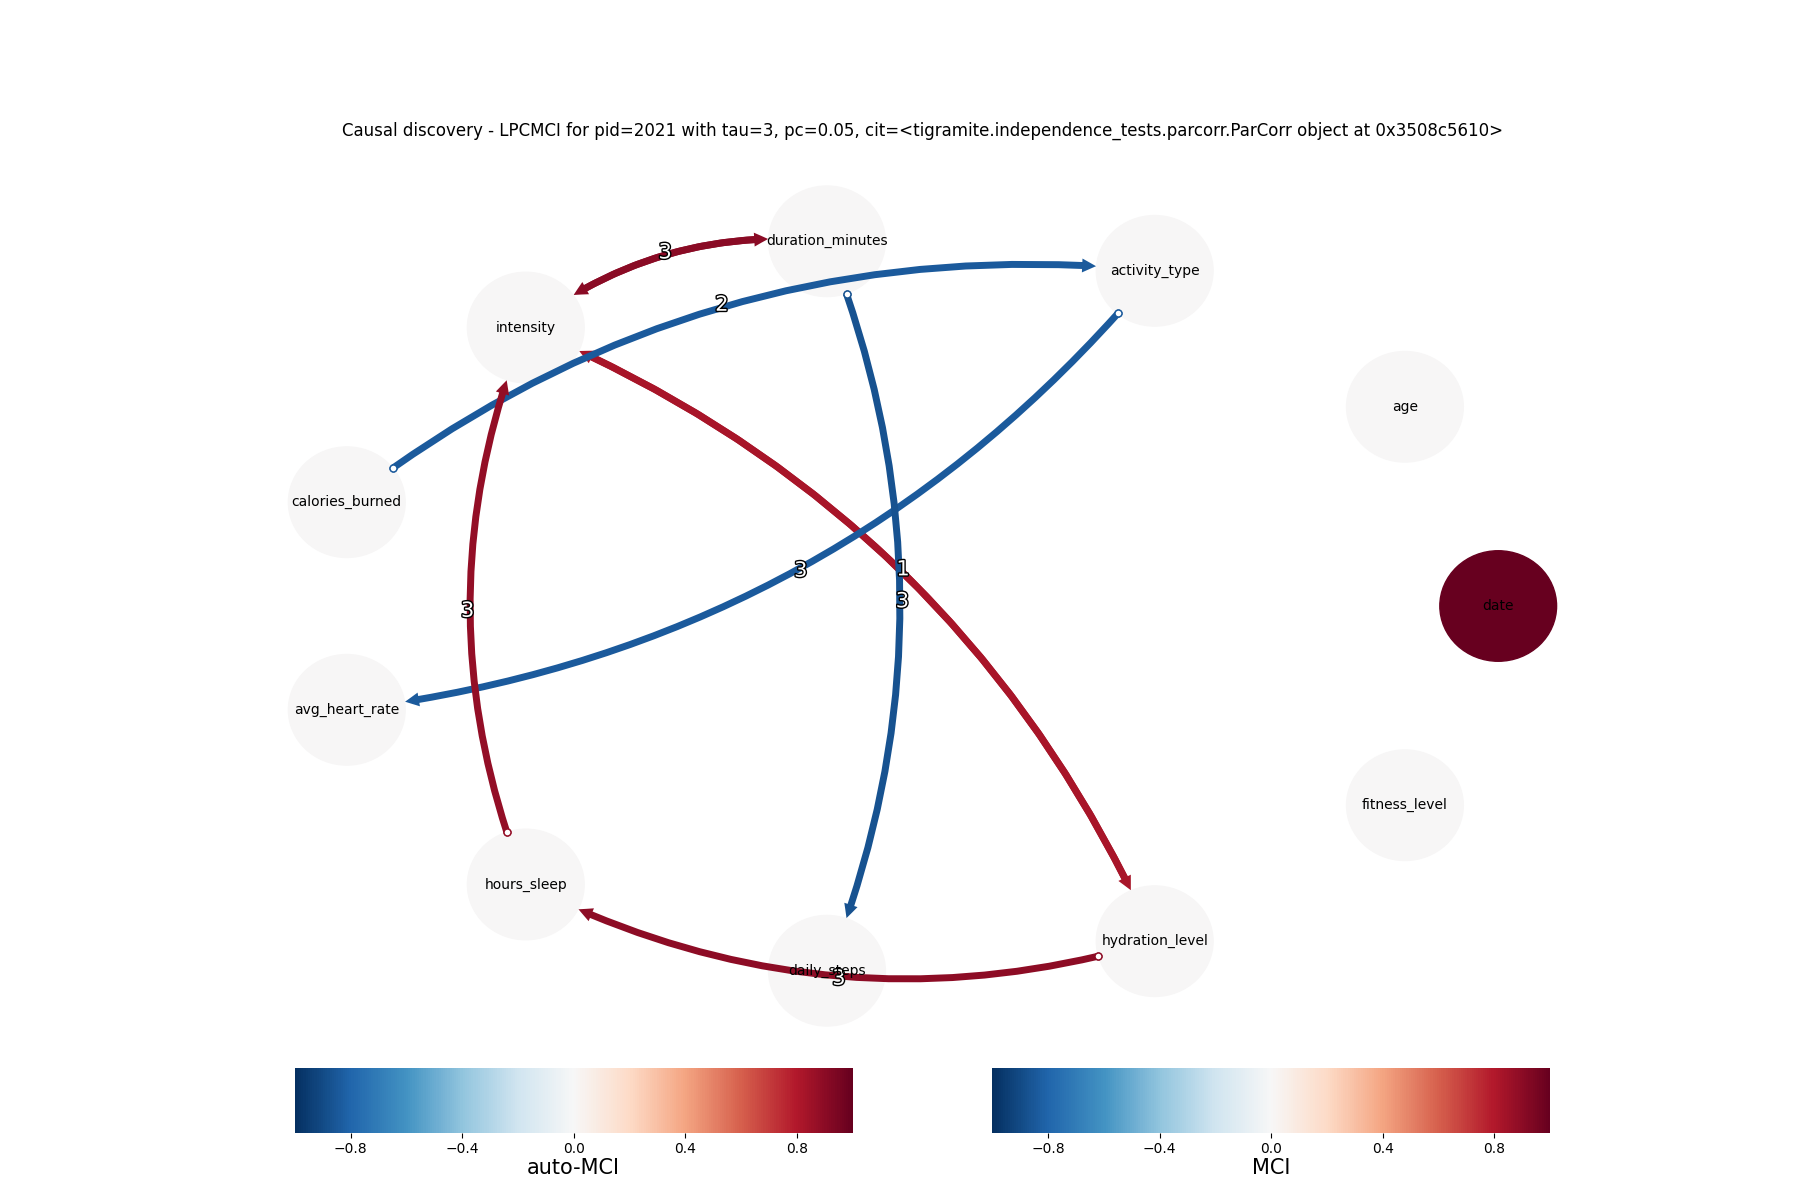 Causal discovery - LPCMCI for pid=2021 with tau=3, pc=0.05, cit=<tigramite.independence_tests.parcorr.ParCorr object at 0x3508c5610>
duration_minutes
3
activity_type
2
intensity
age
calories_burned
3
1
date
3
3
avg_heart_rate
fitness_level
hours_sleep
hydration_level
daily_steps
3
−0.8 −0.4 0.0 0.4 0.8
auto-MCI
−0.8 −0.4 0.0 0.4 0.8
MCI